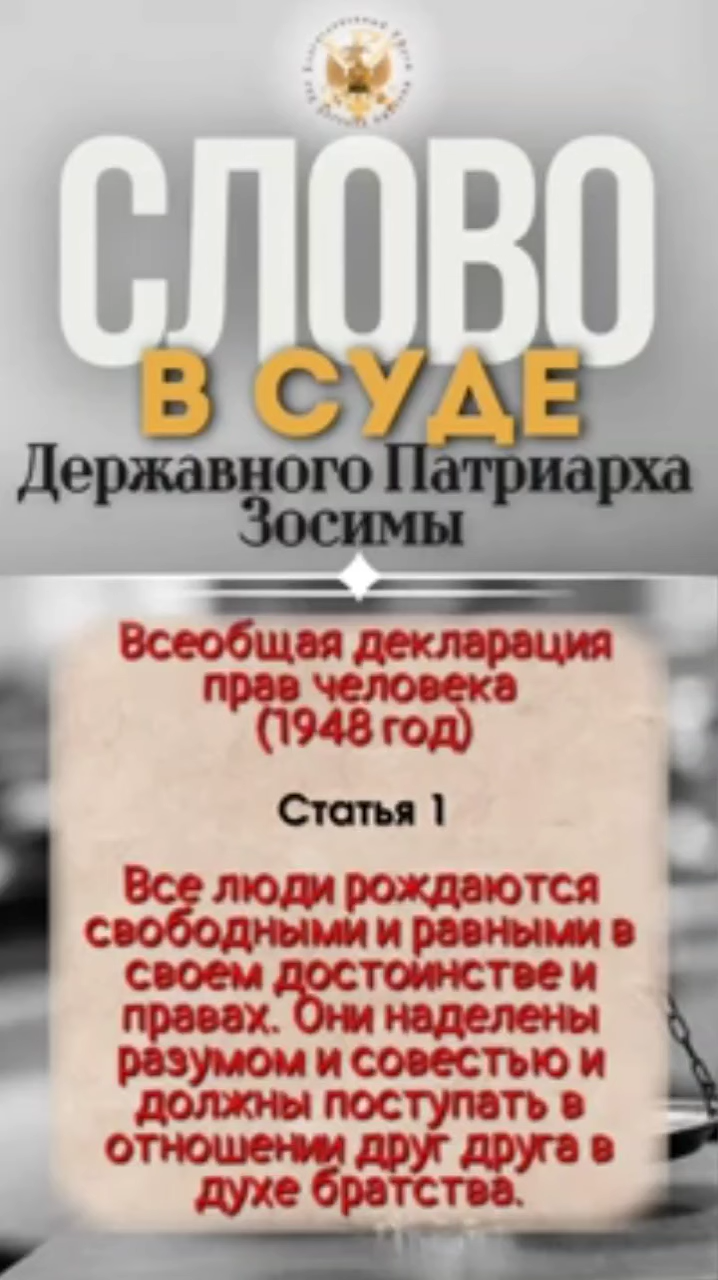 СЛОВО
В СУДЕ
Державного Патриарха
Зосимы
Всеобщая декларация
прав человека
(1948 год)
Статья 1
Все люди рождаются
свободными и равными в
своем достоинстве и
правах. Они наделены
разумом и совестью и
должны поступать в
отношении друг друга в
духе братства.